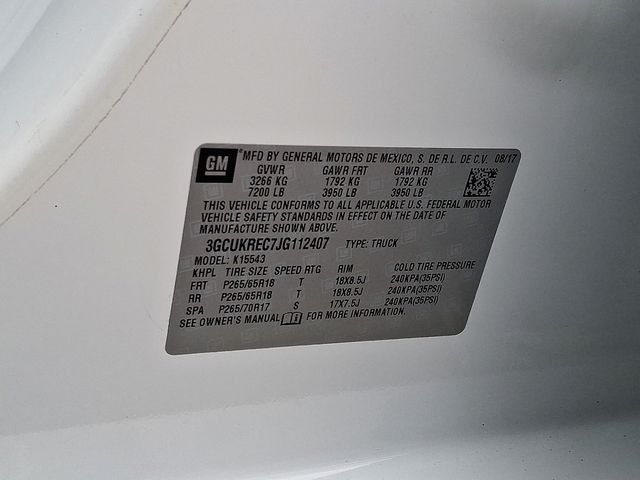 GM
®MFD BY GENERAL MOTORS DE MEXICO, S. DE R.L. DE C.V. 08/17
GVWR GAWR FRT GAWR RR
3266 KG 1792 KG 1792 KG
7200 LB 3950 LB 3950 LB
THIS VEHICLE CONFORMS TO ALL APPLICABLE U.S. FEDERAL MOTOR
VEHICLE SAFETY STANDARDS IN EFFECT ON THE DATE OF
MANUFACTURE SHOWN ABOVE.
3GCUKREC7JG112407 TYPE: TRUCK
MODEL: K15543
KHPL TIRE SIZE SPEED RTG RIM COLD TIRE PRESSURE
FRT P265/65R18 T 18X8.5J 240KPA(35PSI)
RR P265/65R18 T 18X8.5J 240KPA(35PSI)
SPA P265/70R17 S 17X7.5J 240KPA(35PSI)
SEE OWNER'S MANUAL FOR MORE INFORMATION.